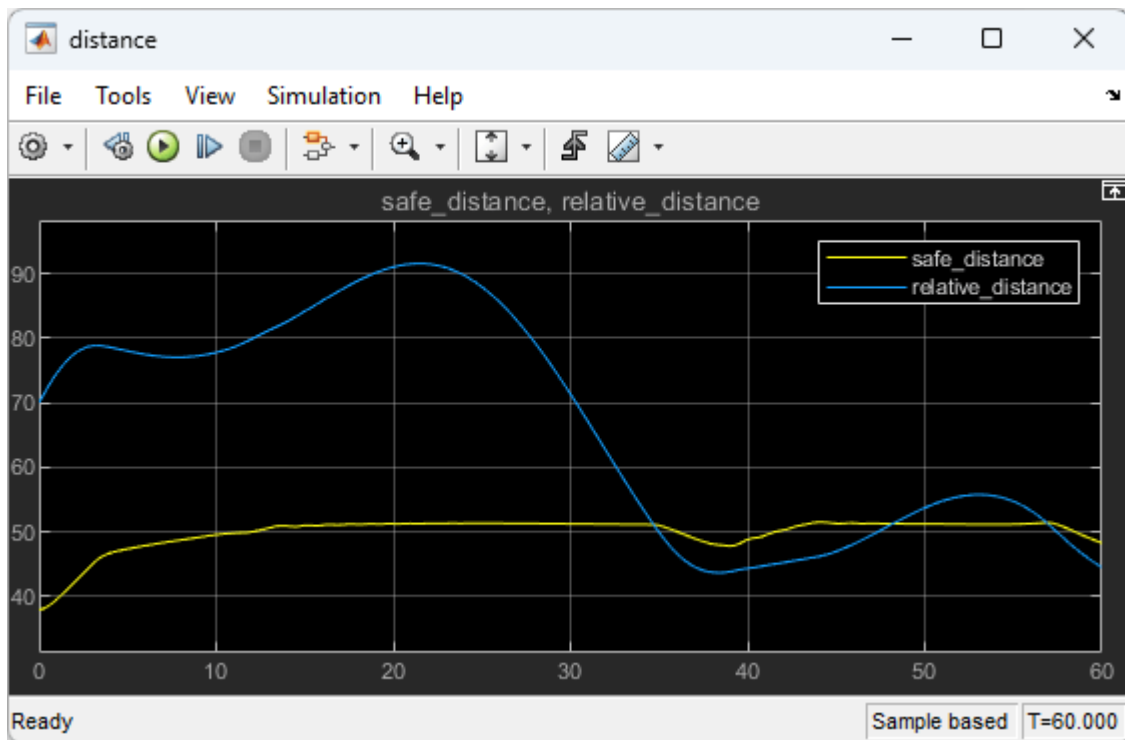 distance
File Tools View Simulation Help
safe_distance, relative_distance
safe_distance
relative_distance
90
80
70
60
50
40
0 10 20 30 40 50 60
Ready Sample based T=60.000